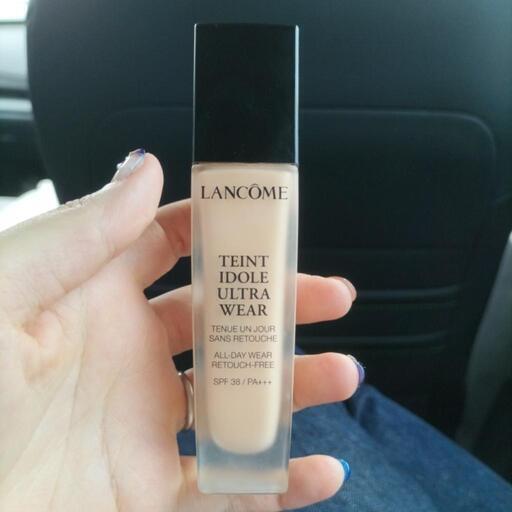 LANCÔME
TEINT
IDOLE
ULTRA
WEAR
TENUE UN JOUR
SANS RETOUCHE
ALL-DAY WEAR
RETOUCH-FREE
SPF 38 / PA+++